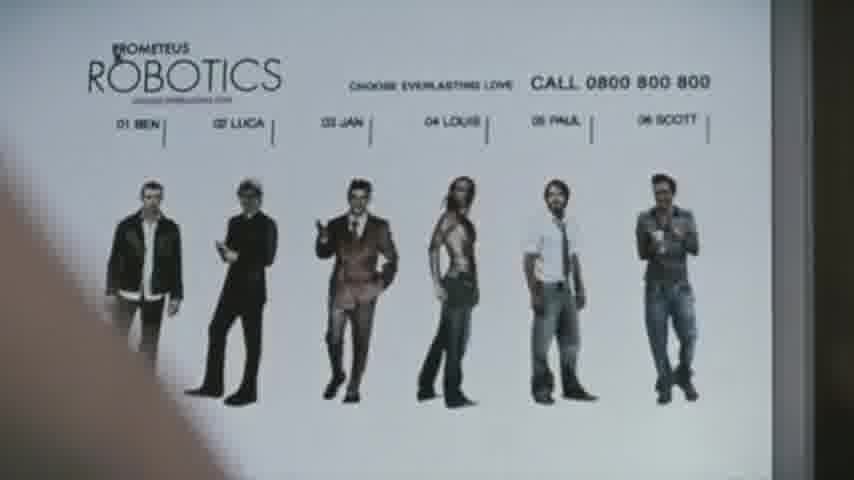 PROMETEUS
ROBOTICS
CHOOSE EVERLASTING LOVE CALL 0800 800 800
01 BEN 02 LUCA 03 JAN 04 LOUIS 05 PAUL 06 SCOTT